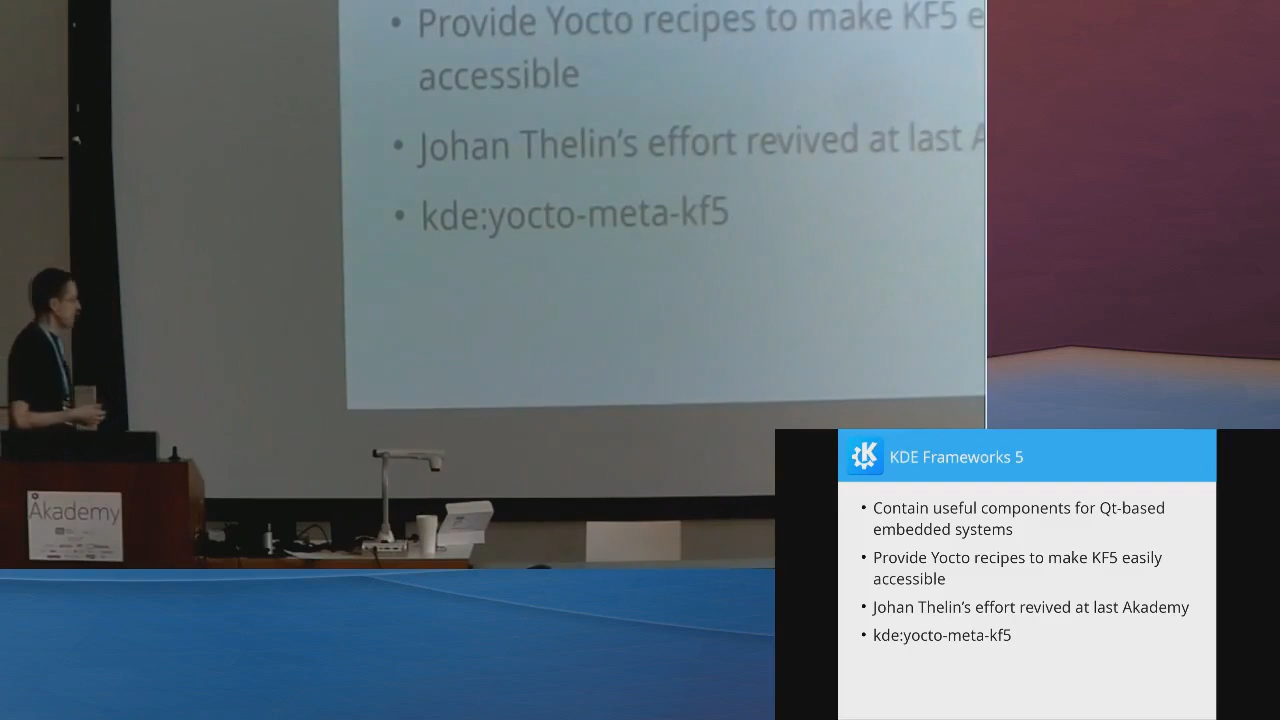 • Provide Yocto recipes to make KF5 e
accessible
• Johan Thelin’s effort revived at last A
• kde:yocto-meta-kf5
Akademy
KDE Frameworks 5
• Contain useful components for Qt-based
embedded systems
• Provide Yocto recipes to make KF5 easily
accessible
• Johan Thelin’s effort revived at last Akademy
• kde:yocto-meta-kf5